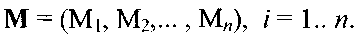 M = (M₁, M₂,... , Mₙ), i = 1.. n.